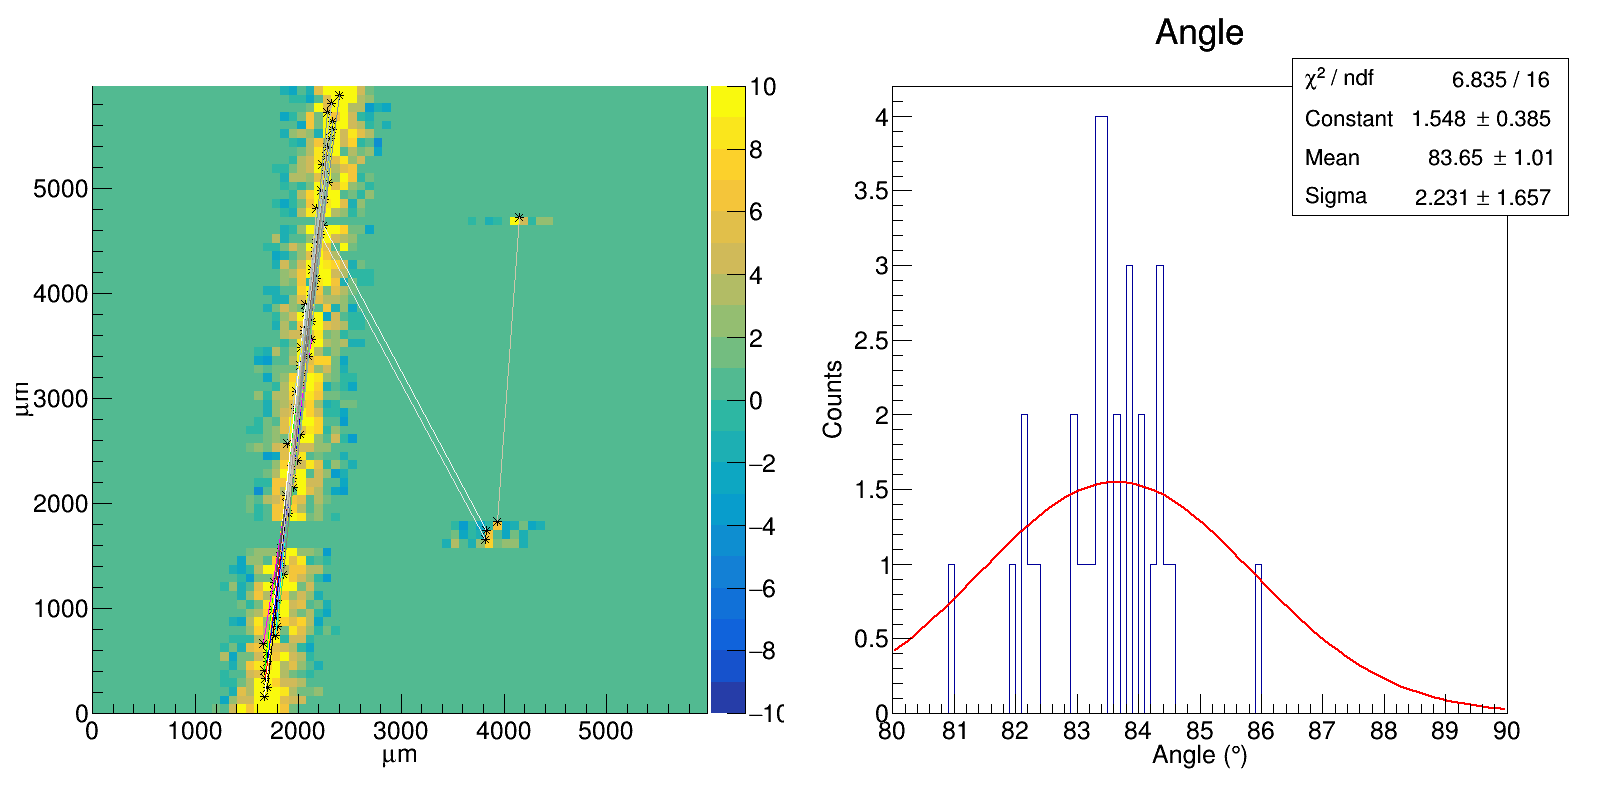 Angle
χ² / ndf 6.835 / 16
Constant 1.548 ± 0.385
Mean 83.65 ± 1.01
Sigma 2.231 ± 1.657
μm
5000
4000
3000
2000
1000
0
0 1000 2000 3000 4000 5000
μm
10
8
6
4
2
0
−2
−4
−6
−8
−10
Counts
4
3.5
3
2.5
2
1.5
1
0.5
0
80 81 82 83 84 85 86 87 88 89 90
Angle (°)